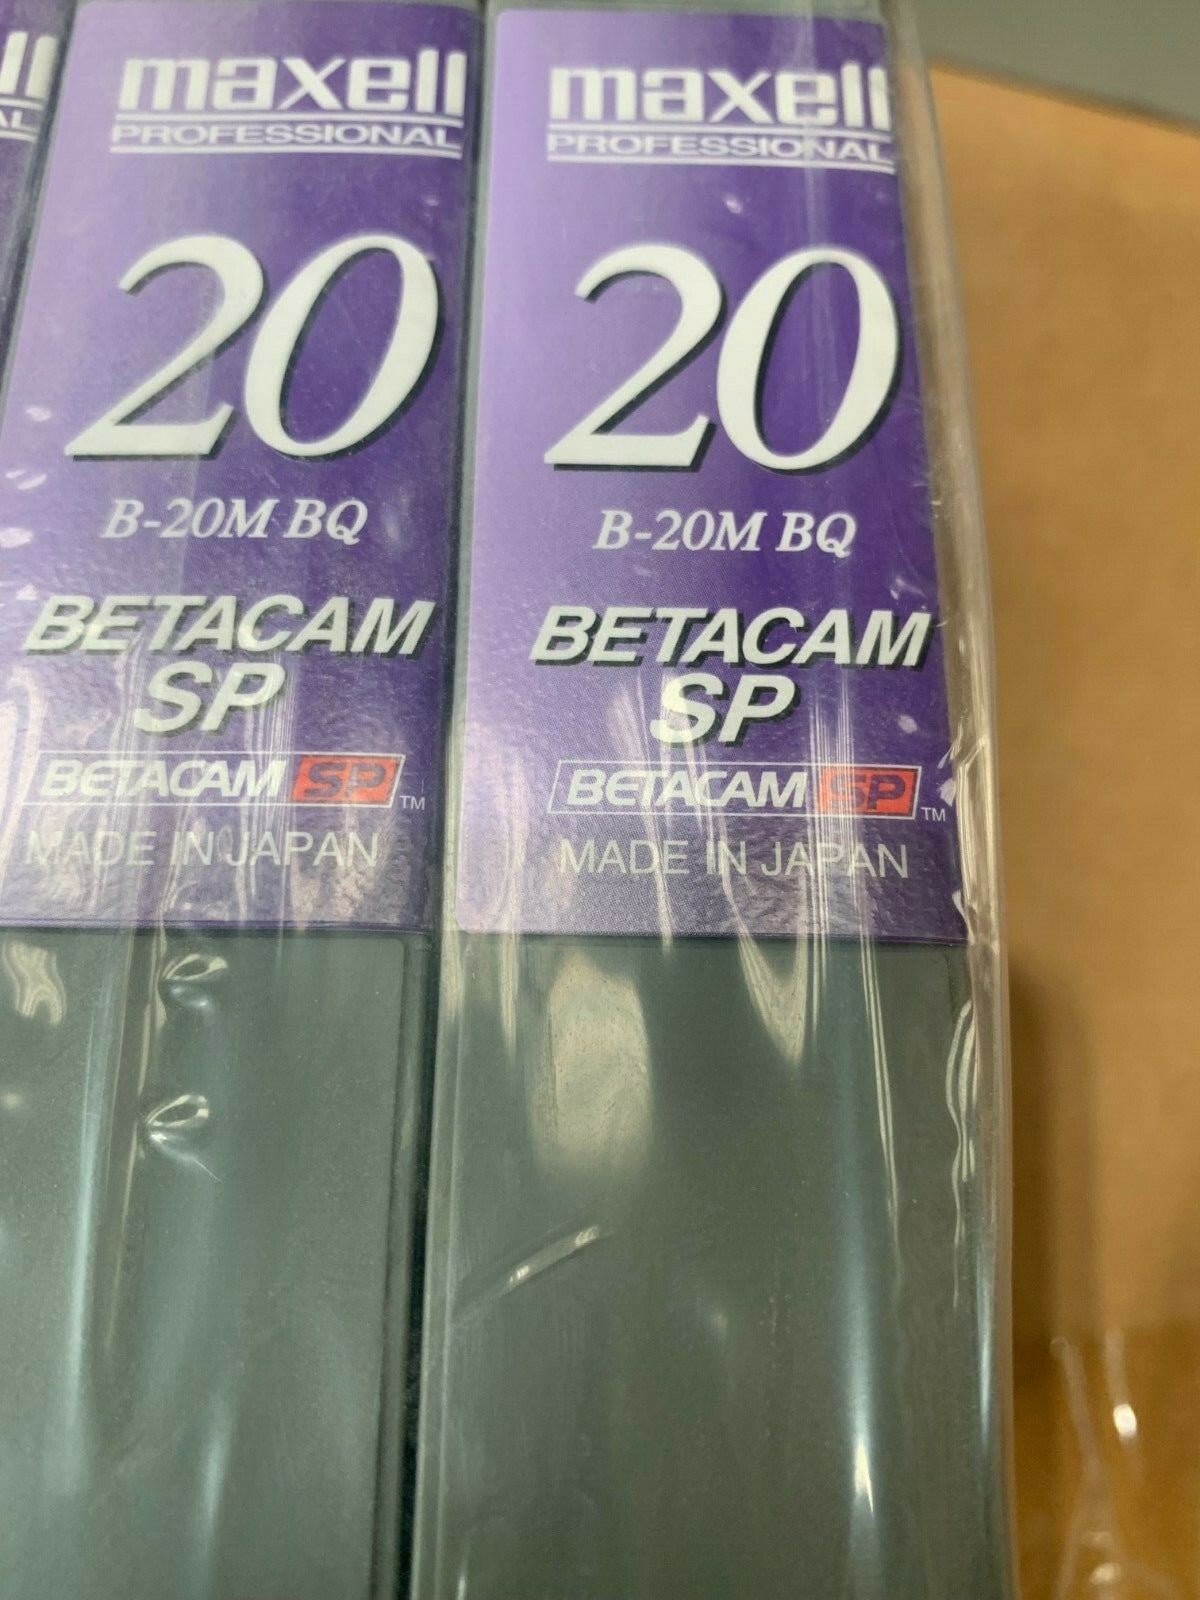 maxell
PROFESSIONAL
20
B-20M BQ
BETACAM
SP
BETACAM SP TM
MADE IN JAPAN
maxell
PROFESSIONAL
20
B-20M BQ
BETACAM
SP
BETACAM SP TM
MADE IN JAPAN